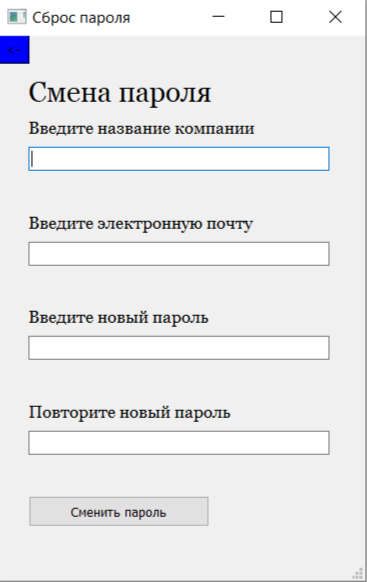 Сброс пароля
<-
Смена пароля
Введите название компании
Введите электронную почту
Введите новый пароль
Повторите новый пароль
Сменить пароль